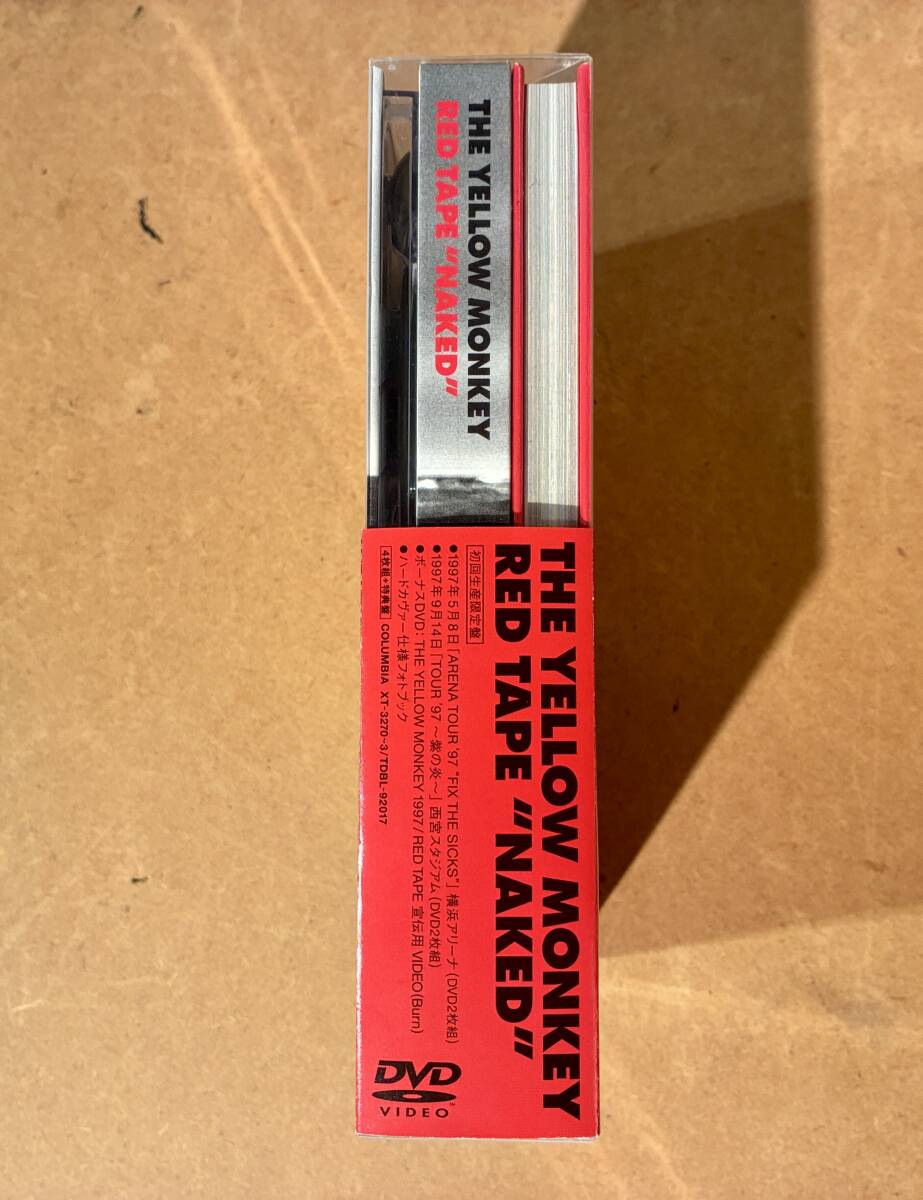 THE YELLOW MONKEY
RED TAPE “NAKED”
THE YELLOW MONKEY
RED TAPE “NAKED”
初回生産限定盤
●1997年5月8日「ARENA TOUR '97 “FIX THE SICKS”」横浜アリーナ(DVD2枚組)
●1997年9月14日「TOUR '97 ～紫の炎～」西宮スタジアム(DVD2枚組)
●ボーナスDVD: THE YELLOW MONKEY 1997/RED TAPE 宣伝用 VIDEO(Burn)
●ハードカヴァー仕様フォトブック
4枚組+特典盤 COLUMBIA XT-3270~3/TDBL-92017
DVD
VIDEO